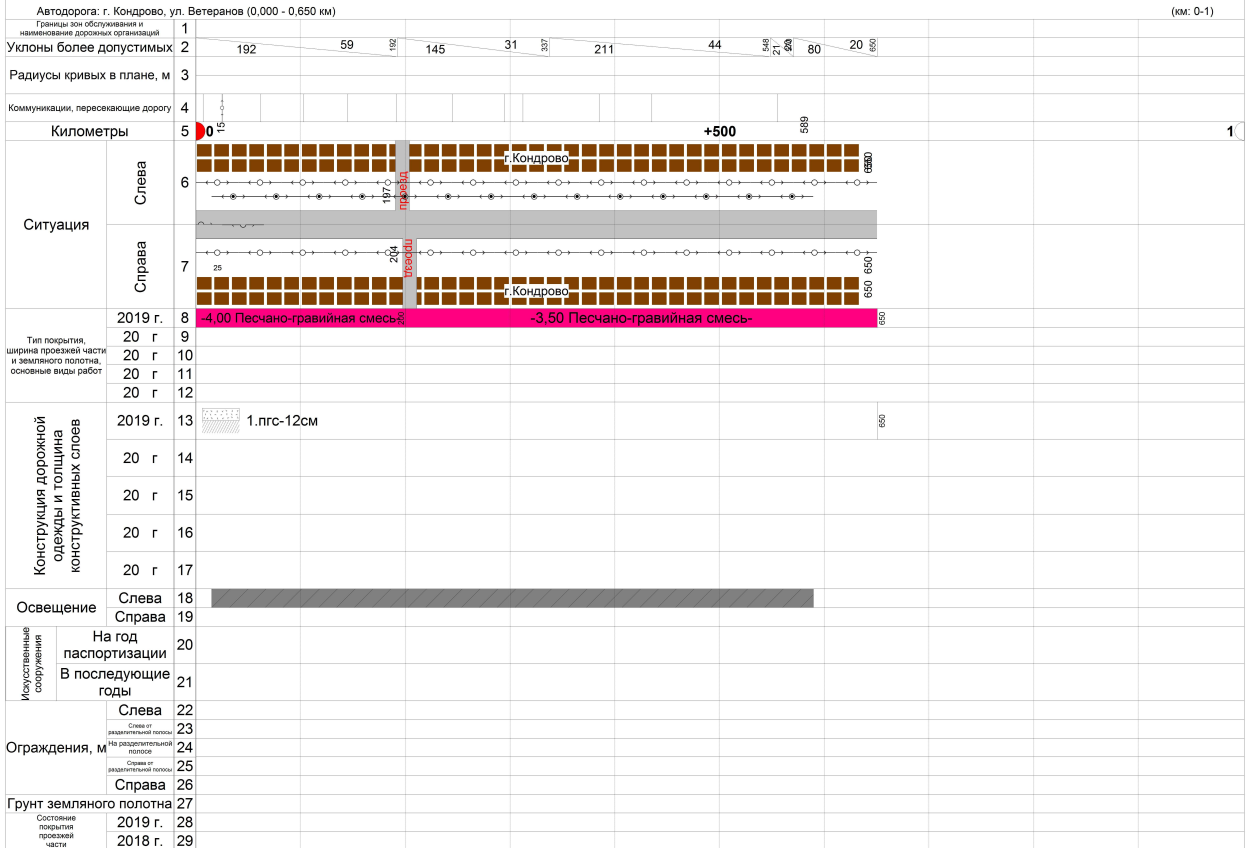 Автодорога: г. Кондрово, ул. Ветеранов (0,000 - 0,650 км)
(км: 0-1)
Границы зон обслуживания и
наименование дорожных организаций
1
Уклоны более допустимых 2
192 59 192 145 31 337 211 44 548 21 80 20 650
Радиусы кривых в плане, м 3
Коммуникации, пересекающие дорогу 4
15 589
Километры 5
0 +500 1
Ситуация
Слева 6
г.Кондрово
650
197
проезд
Справа 7
204
проезд
25
650
г.Кондрово
650
Тип покрытия,
ширина проезжей части
и земляного полотна,
основные виды работ
2019 г. 8
-4,00 Песчано-гравийная смесь- 200 -3,50 Песчано-гравийная смесь- 650
20 г 9
20 г 10
20 г 11
20 г 12
Конструкция дорожной
одежды и толщина
конструктивных слоев
2019 г. 13
1.пгс-12см
650
20 г 14
20 г 15
20 г 16
20 г 17
Освещение
Слева 18
Справа 19
Искусственные
сооружения
На год
паспортизации
20
В последующие
годы
21
Ограждения, м
Слева 22
Слева от
разделительной полосы
23
На разделительной
полосе
24
Справа от
разделительной полосы
25
Справа 26
Грунт земляного полотна 27
Состояние
покрытия
проезжей
части
2019 г. 28
2018 г. 29